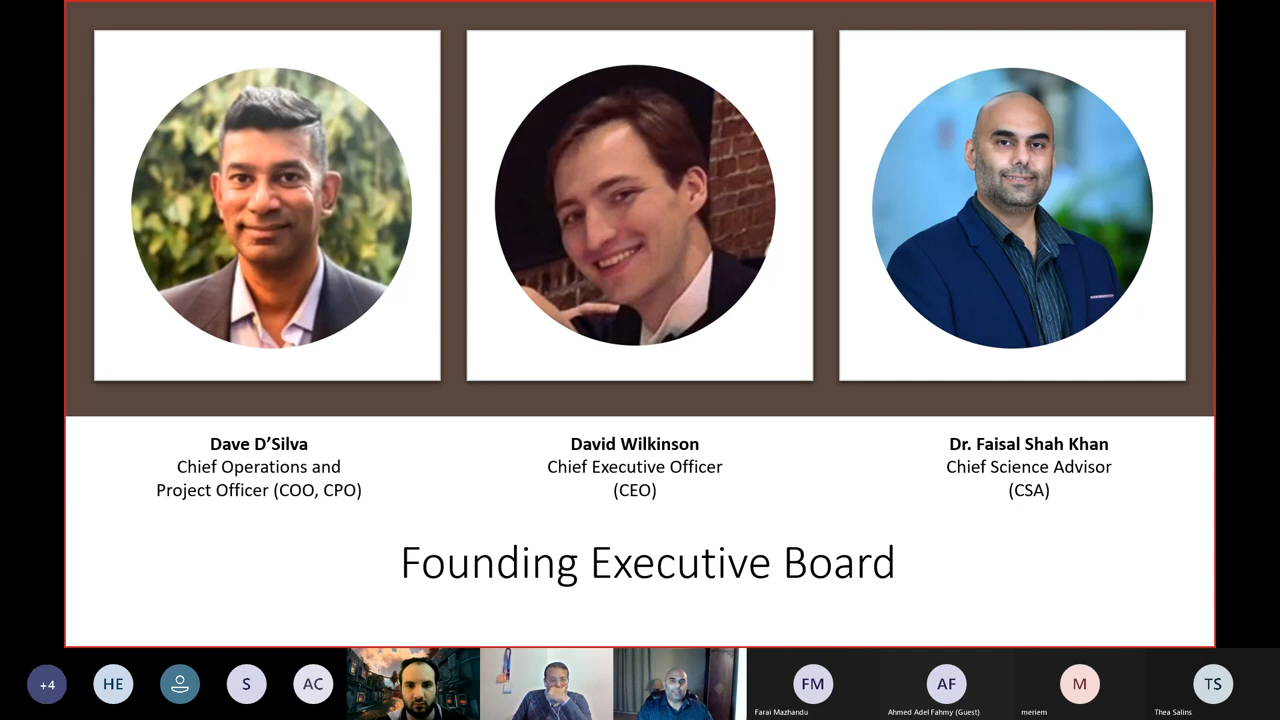 Dave D’Silva
Chief Operations and
Project Officer (COO, CPO)
David Wilkinson
Chief Executive Officer
(CEO)
Dr. Faisal Shah Khan
Chief Science Advisor
(CSA)
Founding Executive Board
+4
HE
S
AC
FM
Farai Mazhandu
AF
Ahmed Adel Fahmy (Guest)
M
meriem
TS
Thea Salins